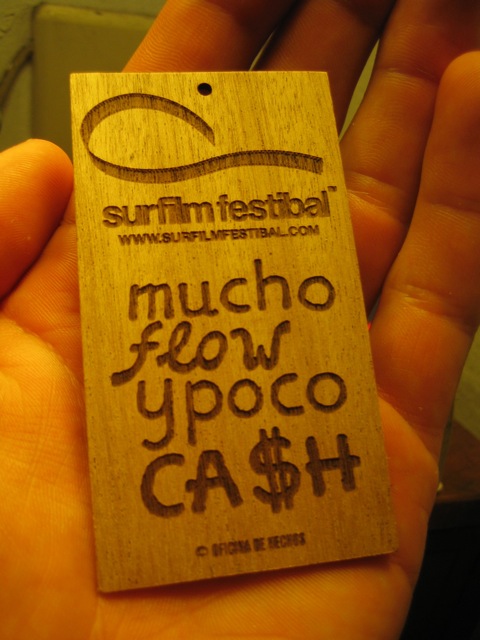 surfilmfestibal™
WWW.SURFILMFESTIBAL.COM
mucho
flow
ypoco
CA$H
© OFICINA DE HECHOS